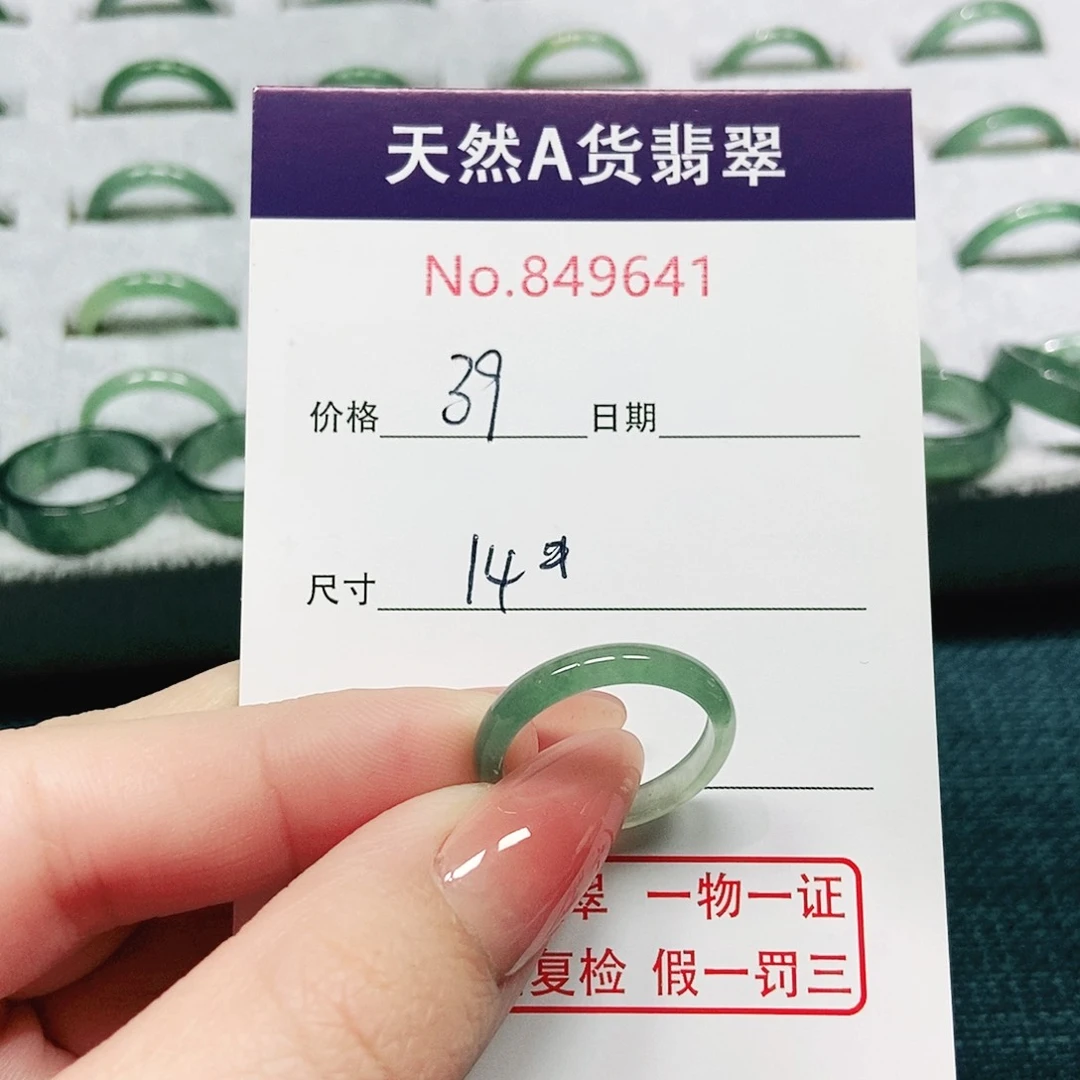 天然A货翡翠
No.849641
价格 39 日期
尺寸 14#
翠 一物一证
复检 假一罚三